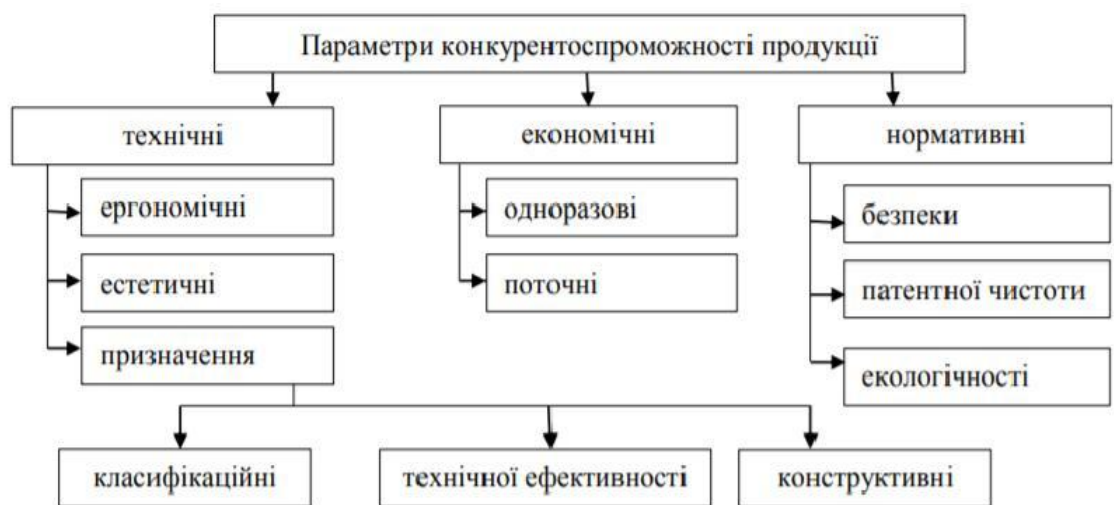 Параметри конкурентоспроможності продукції
технічні
економічні
нормативні
ергономічні
одноразові
безпеки
естетичні
поточні
патентної чистоти
призначення
екологічності
класифікаційні
технічної ефективності
конструктивні